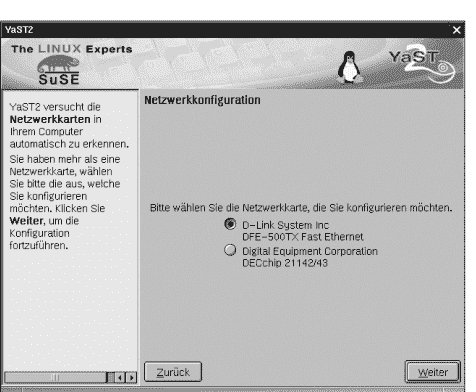 YaST2
The LINUX Experts
SuSE
YaST
YaST2 versucht die
Netzwerkkarten in
Ihrem Computer
automatisch zu erkennen.
Sie haben mehr als eine
Netzwerkkarte, wählen
Sie bitte die aus, welche
Sie konfigurieren
möchten. Klicken Sie
Weiter, um die
Konfiguration
fortzuführen.
Netzwerkkonfiguration
Bitte wählen Sie die Netzwerkkarte, die Sie konfigurieren möchten.
D-Link System Inc
DFE-500TX Fast Ethernet
Digital Equipment Corporation
DECchip 21142/43
Zurück
Weiter